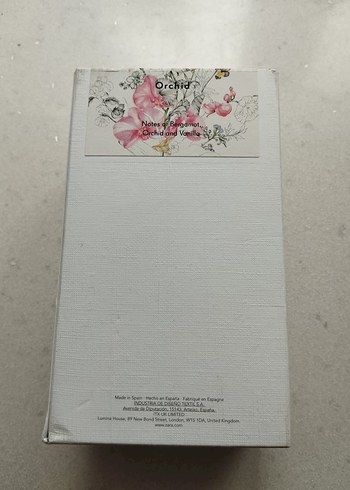 Orchid
Notes of Bergamot,
Orchid and Vanilla
Made in Spain · Hecho en España · Fabriqué en Espagne
INDUSTRIA DE DISEÑO TEXTIL S.A.
avenida de Diputación, 15143, Arteixo, España.
ITX UK LIMITED
Lumina House, 89 New Bond Street, London, W1S 1DA, United Kingdom.
www.zara.com